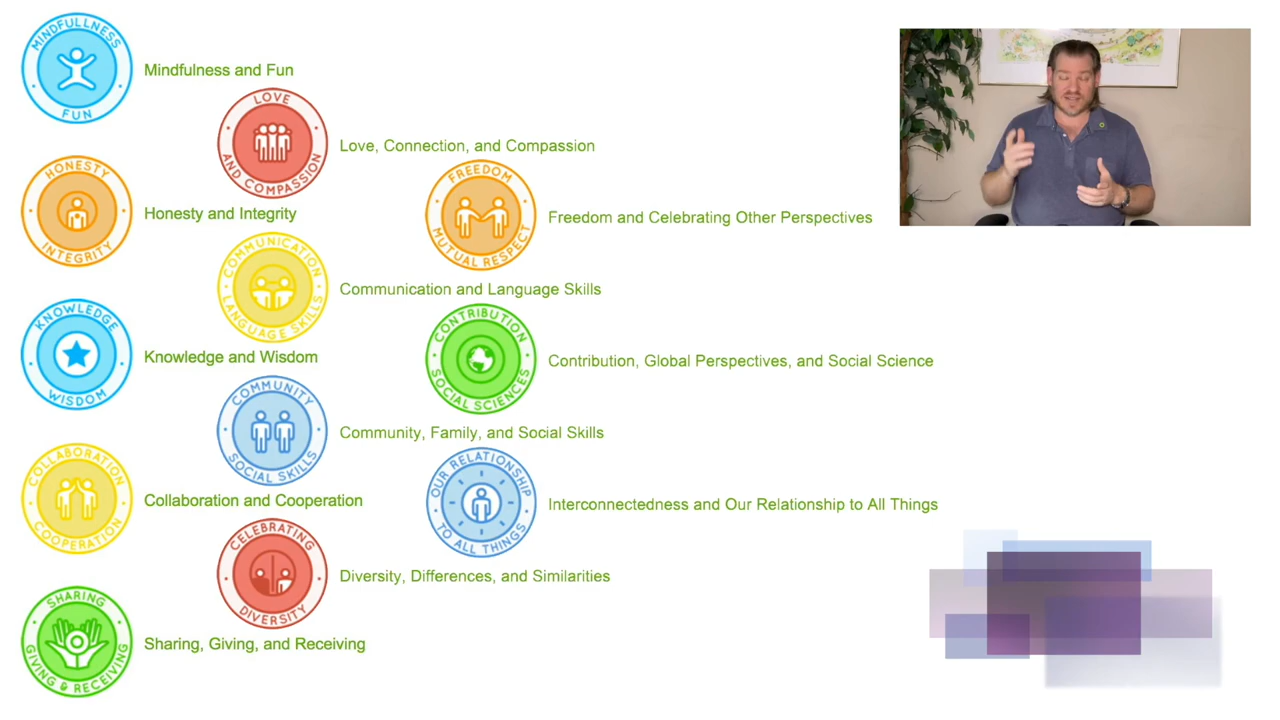 MINDFULLNESS
FUN
Mindfulness and Fun
LOVE
AND COMPASSION
Love, Connection, and Compassion
HONESTY
INTEGRITY
Honesty and Integrity
FREEDOM
MUTUAL RESPECT
Freedom and Celebrating Other Perspectives
COMMUNICATION
LANGUAGE SKILLS
Communication and Language Skills
KNOWLEDGE
WISDOM
Knowledge and Wisdom
CONTRIBUTION
SOCIAL SCIENCES
Contribution, Global Perspectives, and Social Science
COMMUNITY
SOCIAL SKILLS
Community, Family, and Social Skills
COLLABORATION
COOPERATION
Collaboration and Cooperation
OUR RELATIONSHIP
TO ALL THINGS
Interconnectedness and Our Relationship to All Things
CELEBRATING
DIVERSITY
Diversity, Differences, and Similarities
SHARING
GIVING & RECEIVING
Sharing, Giving, and Receiving